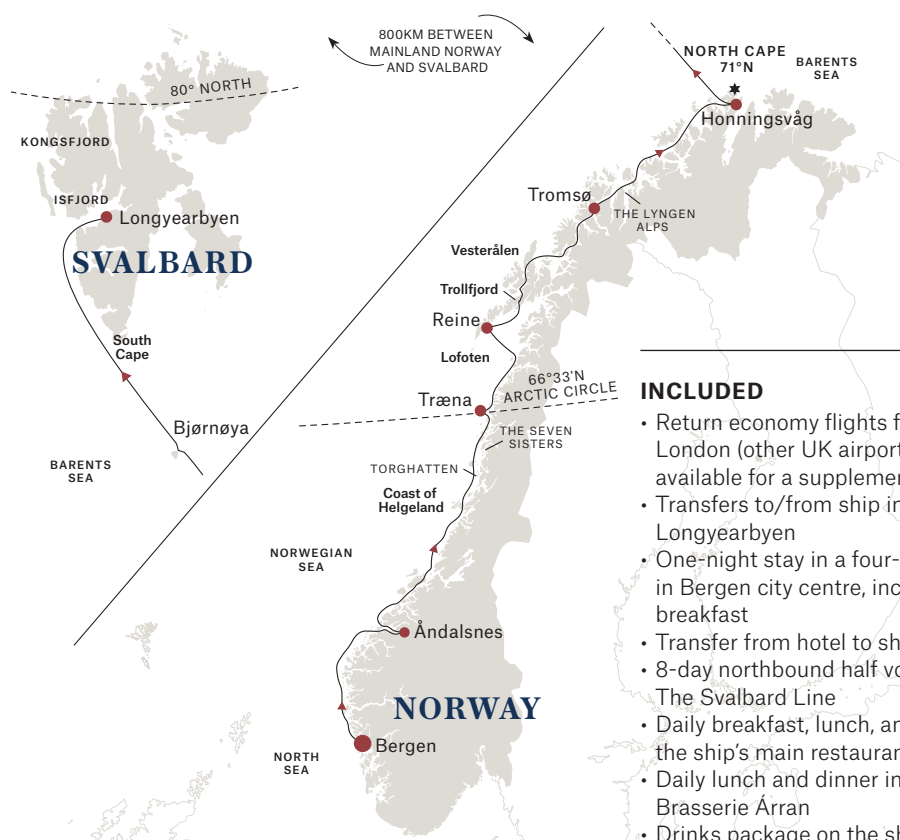 800KM BETWEEN
MAINLAND NORWAY
AND SVALBARD
80° NORTH
KONGSFJORD
ISFJORD
Longyearbyen
SVALBARD
South
Cape
Bjørnøya
BARENTS
SEA
NORTH CAPE
71°N
BARENTS
SEA
Honningsvåg
Tromsø
THE LYNGEN
ALPS
Vesterålen
Trollfjord
Reine
Lofoten
66°33'N
ARCTIC CIRCLE
Træna
THE SEVEN
SISTERS
TORGHATTEN
Coast of
Helgeland
NORWEGIAN
SEA
Åndalsnes
NORWAY
Bergen
NORTH
SEA
INCLUDED
• Return economy flights f
London (other UK airport
available for a supplemen
• Transfers to/from ship in
Longyearbyen
• One-night stay in a four-
in Bergen city centre, inc
breakfast
• Transfer from hotel to sh
• 8-day northbound half vo
The Svalbard Line
• Daily breakfast, lunch, an
the ship's main restauran
• Daily lunch and dinner in
Brasserie Árran
• Drinks package on the sh